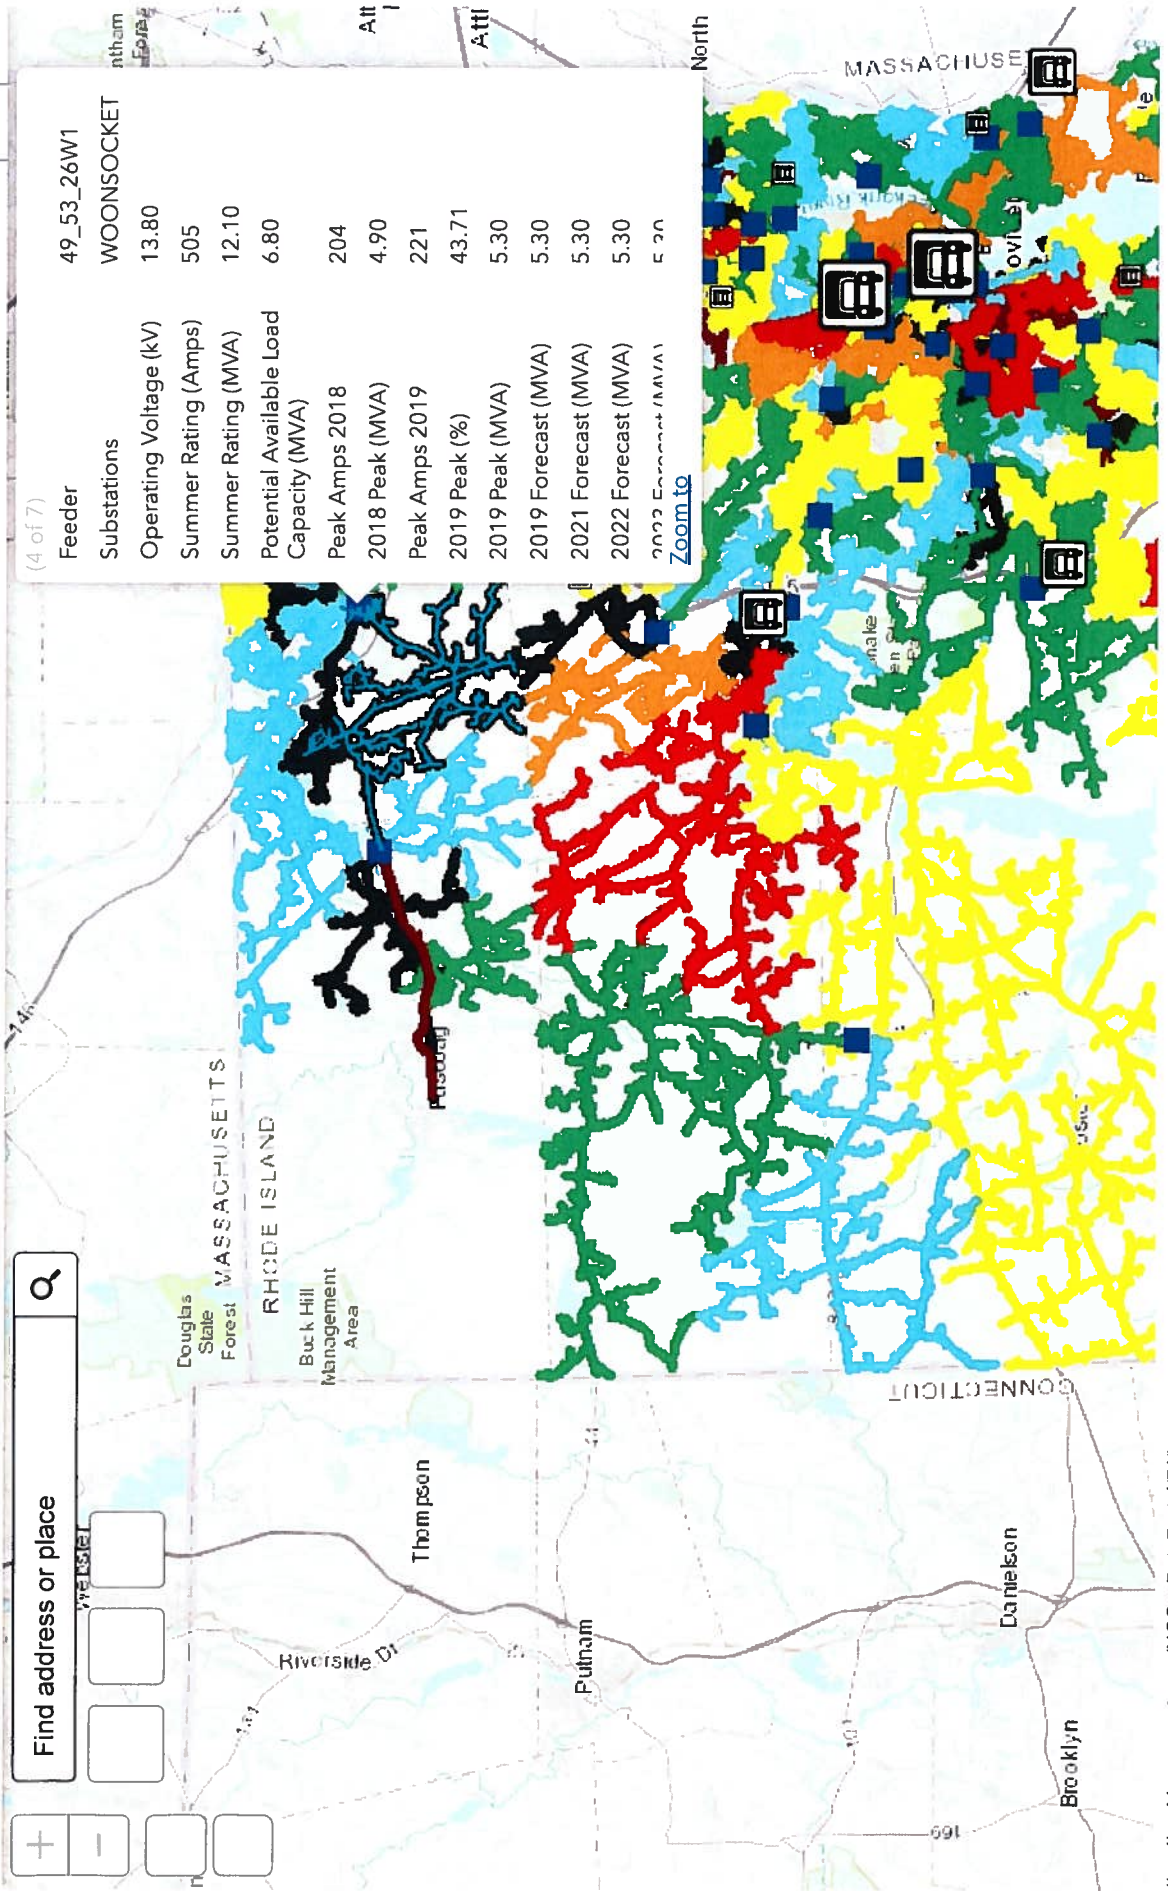 Find address or place
+
−
(4 of 7)
Feeder 49_53_26W1
Substations WOONSOCKET
Operating Voltage (kV) 13.80
Summer Rating (Amps) 505
Summer Rating (MVA) 12.10
Potential Available Load 6.80
Capacity (MVA)
Peak Amps 2018 204
2018 Peak (MVA) 4.90
Peak Amps 2019 221
2019 Peak (%) 43.71
2019 Peak (MVA) 5.30
2019 Forecast (MVA) 5.30
2021 Forecast (MVA) 5.30
2022 Forecast (MVA) 5.30
Zoom to
146
Douglas
State
Forest
MASSACHUSETTS
RHODE ISLAND
Buck Hill
Management
Area
Thompson
Riverside Dr
Putnam
Danielson
Brooklyn
169
CONNECTICUT
North
MASSACHUSE